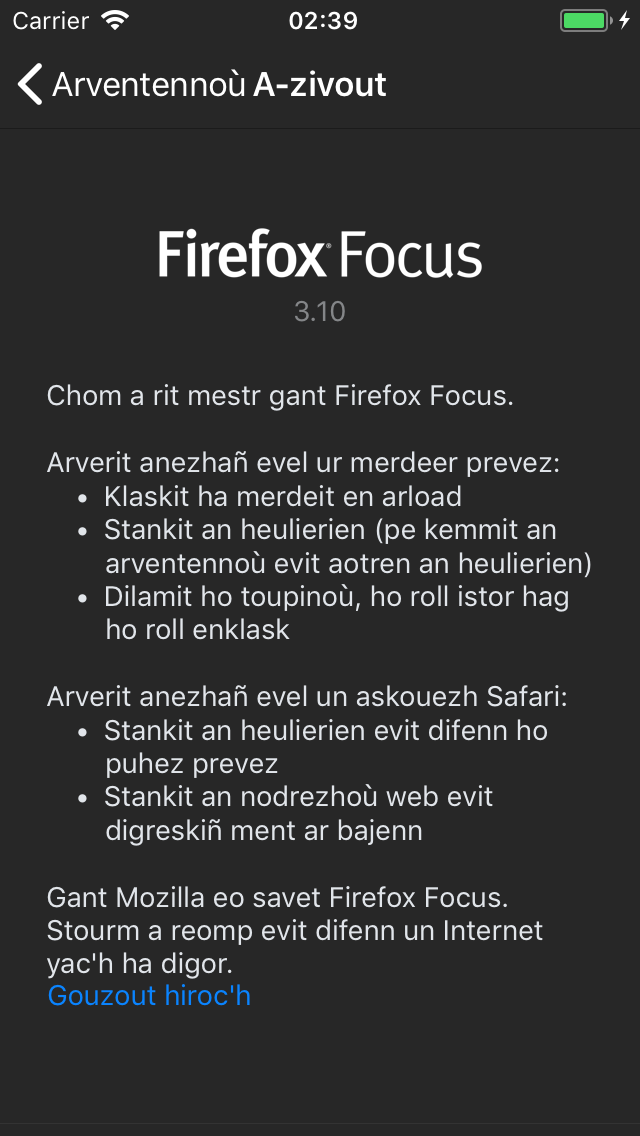 Carrier 02:39
Arventennoù A-zivout
Firefox Focus
3.10
Chom a rit mestr gant Firefox Focus.
Arverit anezhañ evel ur merdeer prevez:
• Klaskit ha merdeit en arload
• Stankit an heulierien (pe kemmit an
arventennoù evit aotren an heulierien)
• Dilamit ho toupinoù, ho roll istor hag
ho roll enklask
Arverit anezhañ evel un askouezh Safari:
• Stankit an heulierien evit difenn ho
puhez prevez
• Stankit an nodrezhoù web evit
digreskiñ ment ar bajenn
Gant Mozilla eo savet Firefox Focus.
Stourm a reomp evit difenn un Internet
yac'h ha digor.
Gouzout hiroc'h